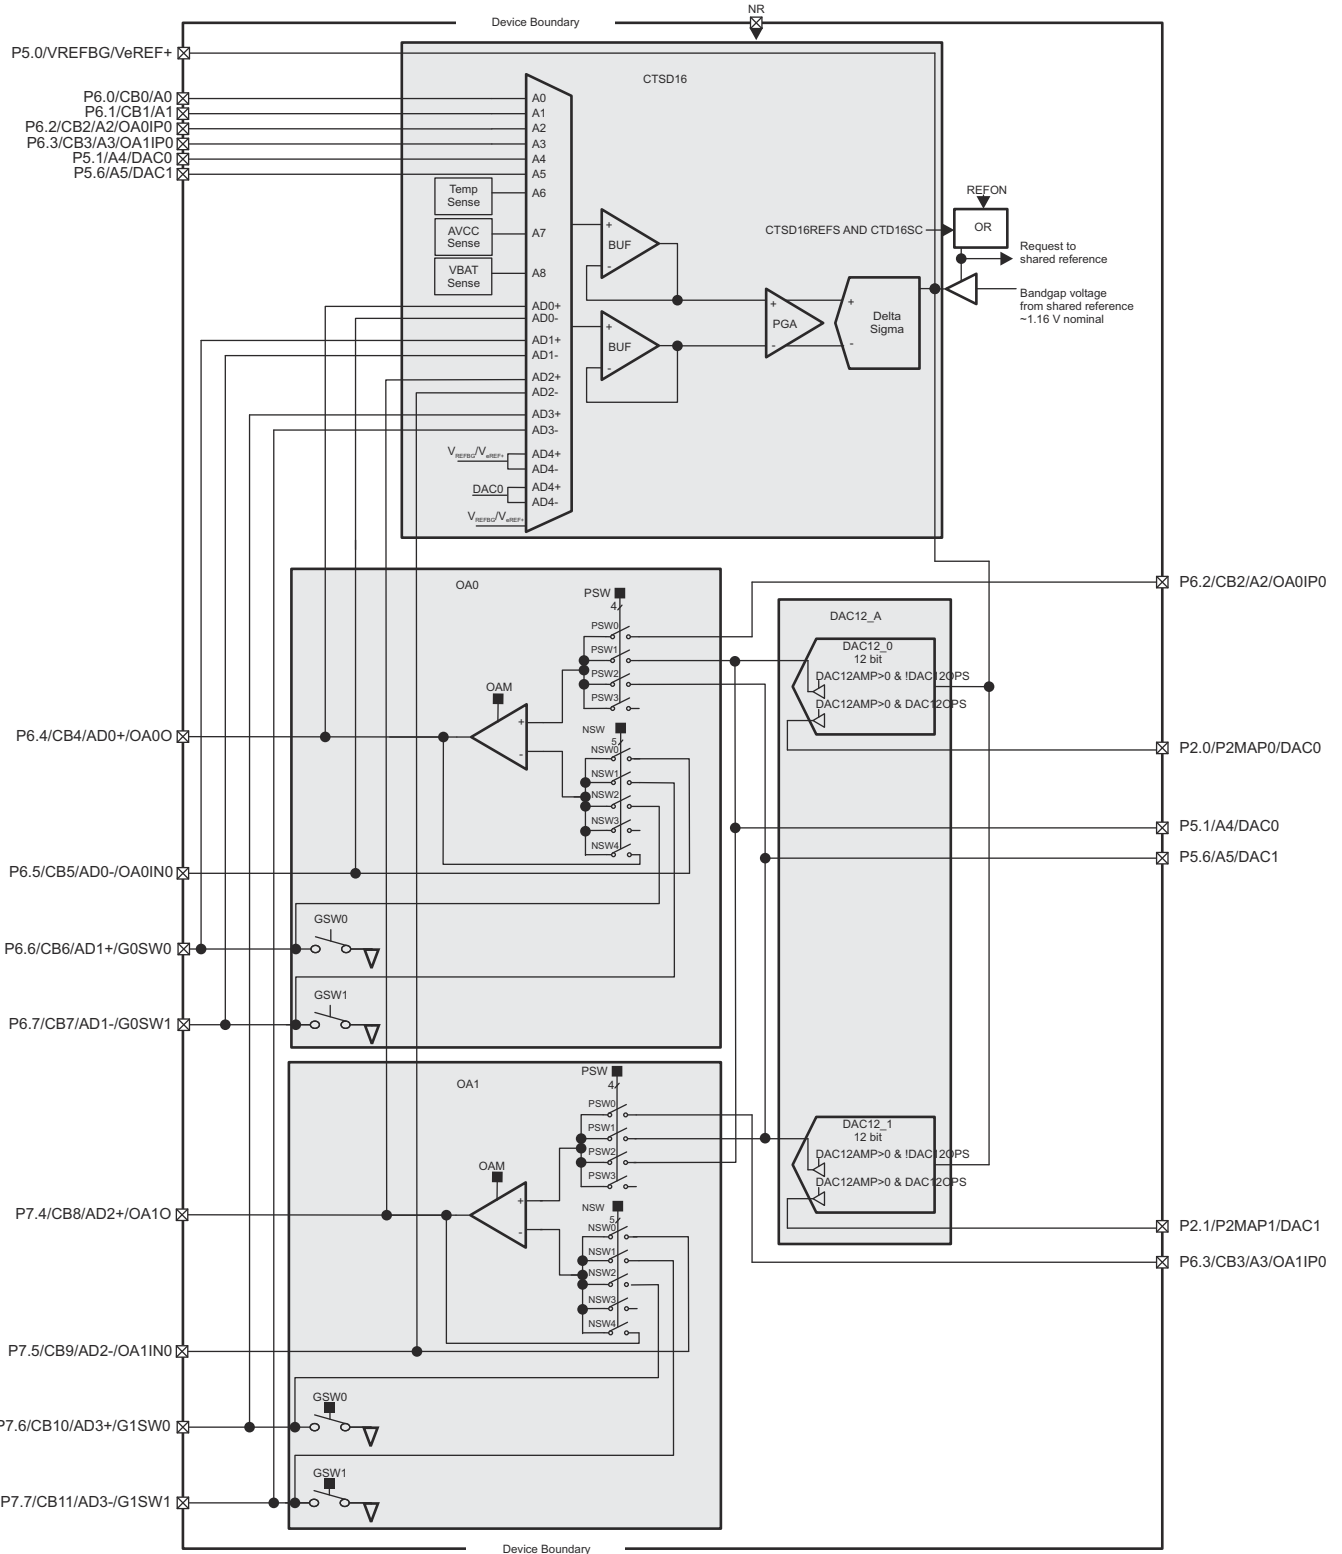 NR
Device Boundary
P5.0/VREFBG/VeREF+
CTSD16
P6.0/CB0/A0
P6.1/CB1/A1
P6.2/CB2/A2/OA0IP0
P6.3/CB3/A3/OA1IP0
P5.1/A4/DAC0
P5.6/A5/DAC1
A0
A1
A2
A3
A4
A5
Temp
Sense
A6
AVCC
Sense
A7
VBAT
Sense
A8
AD0+
AD0-
AD1+
AD1-
AD2+
AD2-
AD3+
AD3-
VREFBG/VeREF+
AD4+
AD4-
DAC0
AD4+
AD4-
VREFBG/VeREF+
+
BUF
-
+
BUF
-
+
PGA
-
+
Delta
Sigma
-
REFON
CTSD16REFS AND CTD16SC
OR
Request to
shared reference
Bandgap voltage
from shared reference
~1.16 V nominal
OA0
PSW
4
PSW0
PSW1
PSW2
PSW3
OAM
+
-
NSW
5
NSW0
NSW1
NSW2
NSW3
NSW4
GSW0
GSW1
P6.4/CB4/AD0+/OA0O
P6.5/CB5/AD0-/OA0IN0
P6.6/CB6/AD1+/G0SW0
P6.7/CB7/AD1-/G0SW1
P6.2/CB2/A2/OA0IP0
DAC12_A
DAC12_0
12 bit
DAC12AMP>0 & !DAC12OPS
DAC12AMP>0 & DAC12OPS
P2.0/P2MAP0/DAC0
P5.1/A4/DAC0
P5.6/A5/DAC1
OA1
PSW
4
PSW0
PSW1
PSW2
PSW3
OAM
+
-
NSW
5
NSW0
NSW1
NSW2
NSW3
NSW4
GSW0
GSW1
P7.4/CB8/AD2+/OA1O
P7.5/CB9/AD2-/OA1IN0
P7.6/CB10/AD3+/G1SW0
P7.7/CB11/AD3-/G1SW1
DAC12_1
12 bit
DAC12AMP>0 & !DAC12OPS
DAC12AMP>0 & DAC12OPS
P2.1/P2MAP1/DAC1
P6.3/CB3/A3/OA1IP0
Device Boundary